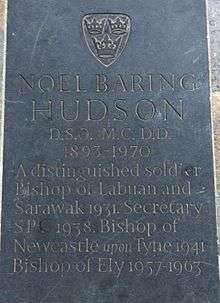 NOEL BARING
HUDSON
D.S.O. M.C. D.D.
1893-1970
A distinguished soldier
Bishop of Labuan and
Sarawak 1931. Secretary
SPG 1938. Bishop of
Newcastle upon Tyne 1941
Bishop of Ely 1957-1963